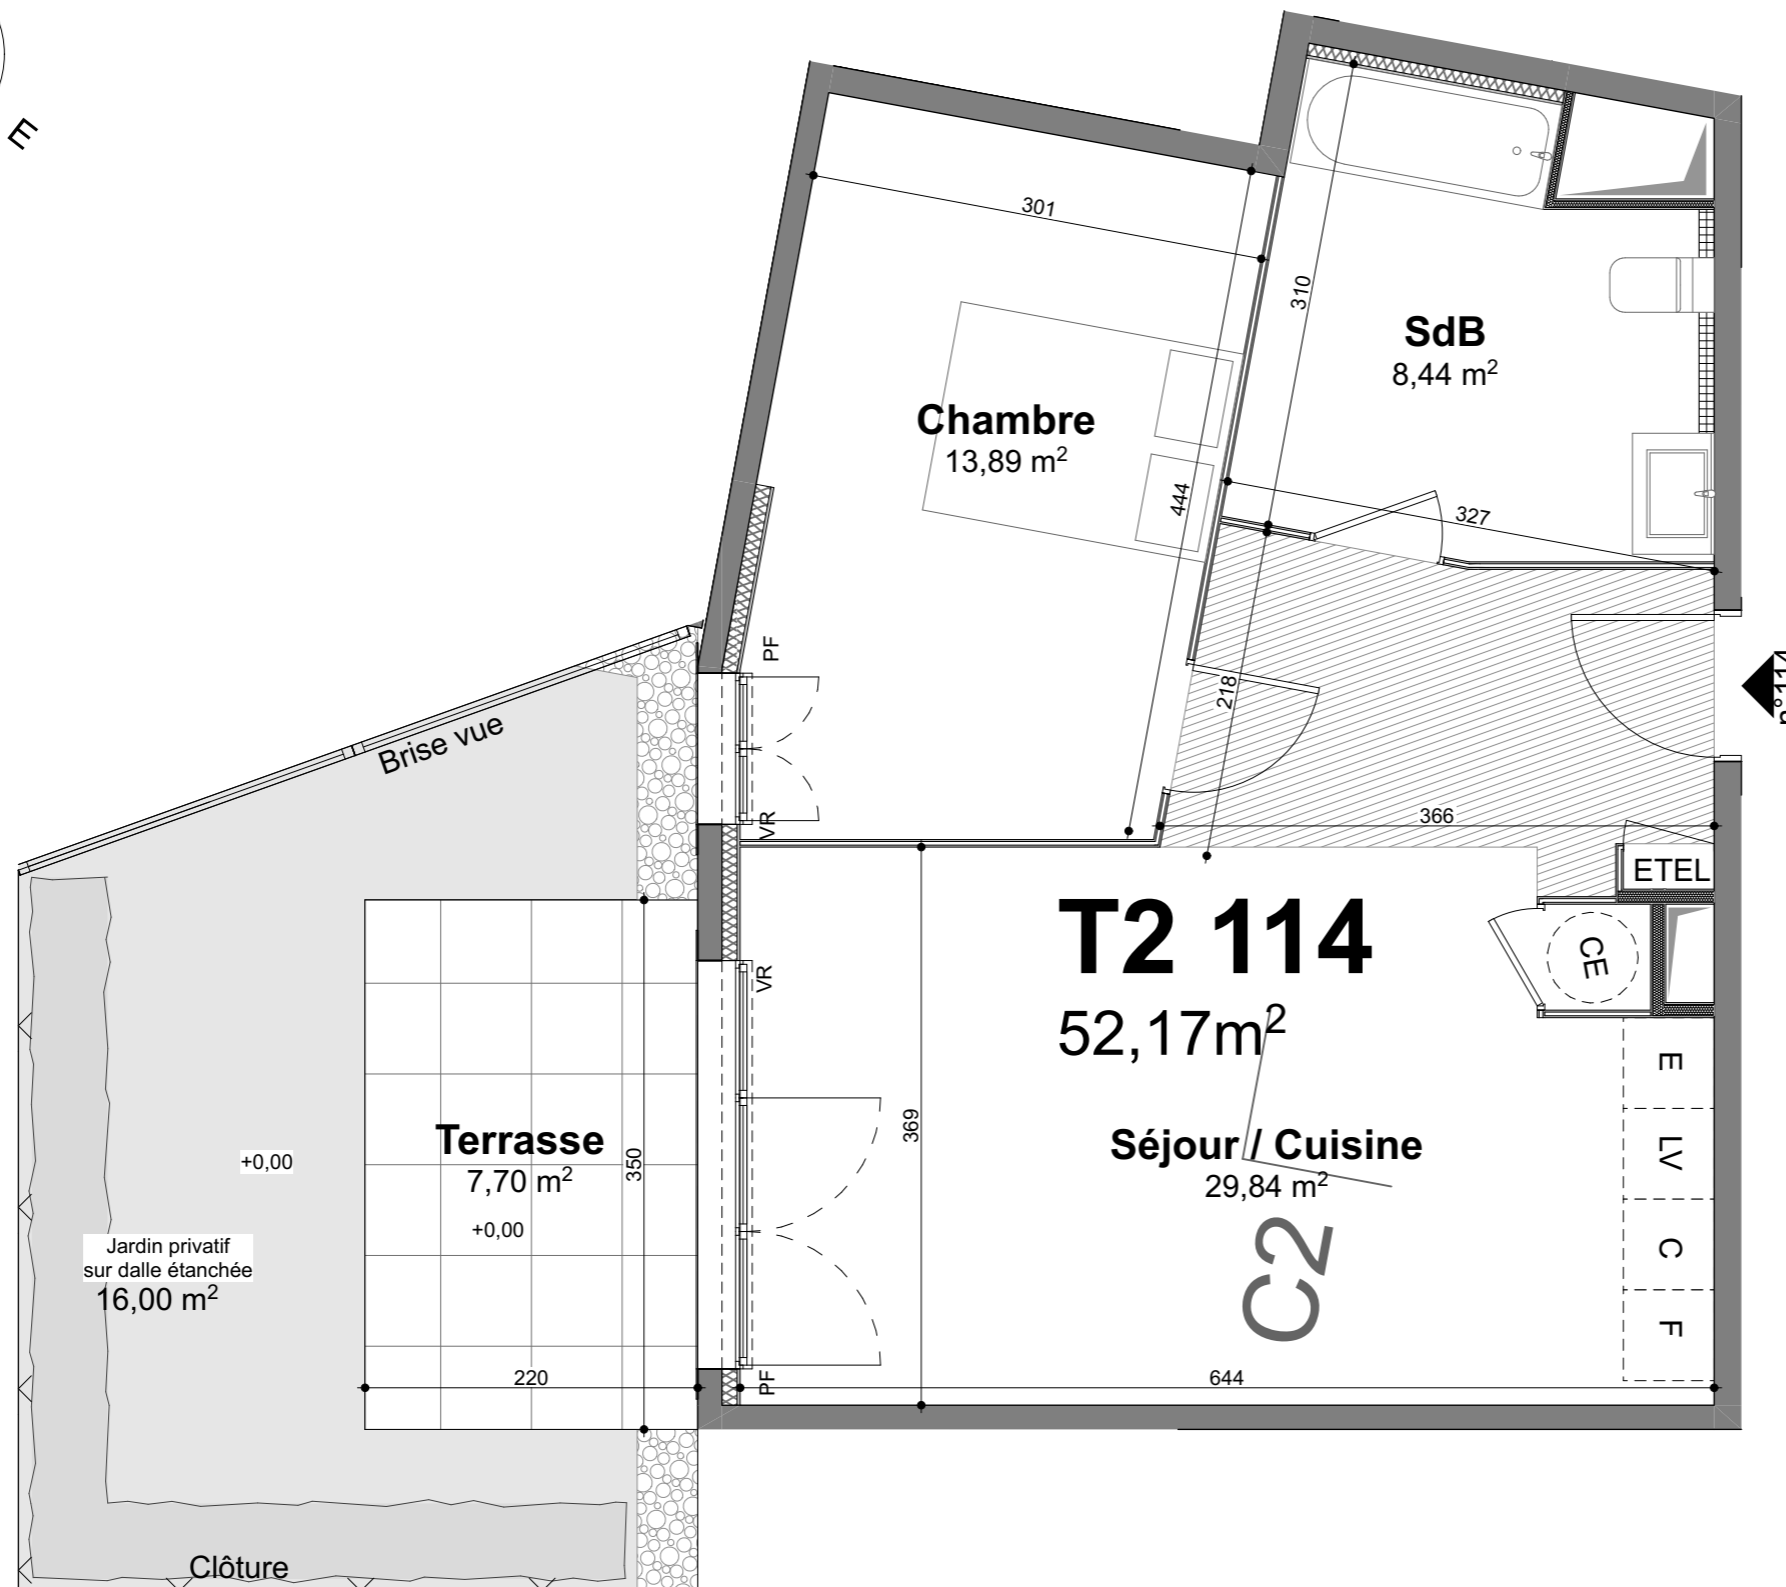 E
301
310
SdB
8,44 m²
Chambre
13,89 m²
444
327
PF
218
n°114
Brise vue
VR
366
ETEL
T2 114
52,17m²
CE
VR
E
LV
C
F
369
Séjour / Cuisine
29,84 m²
Terrasse
7,70 m²
350
+0,00
+0,00
C2
Jardin privatif
sur dalle étanchée
16,00 m²
220
PF
644
Clôture